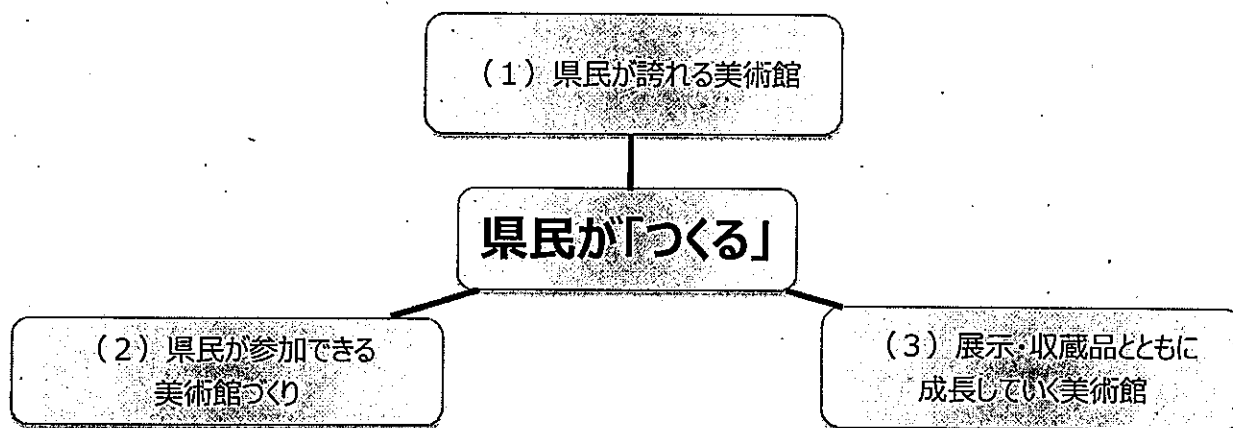 (1)県民が誇れる美術館
県民が「つくる」
(2)県民が参加できる
美術館づくり
(3)展示・収蔵品とともに
成長していく美術館